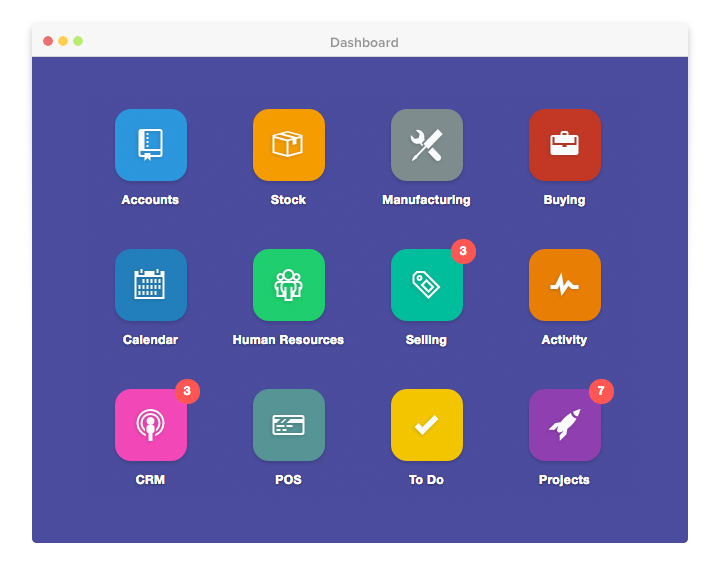 Dashboard
Accounts Stock Manufacturing Buying
3
Calendar Human Resources Selling Activity
3 7
CRM POS To Do Projects